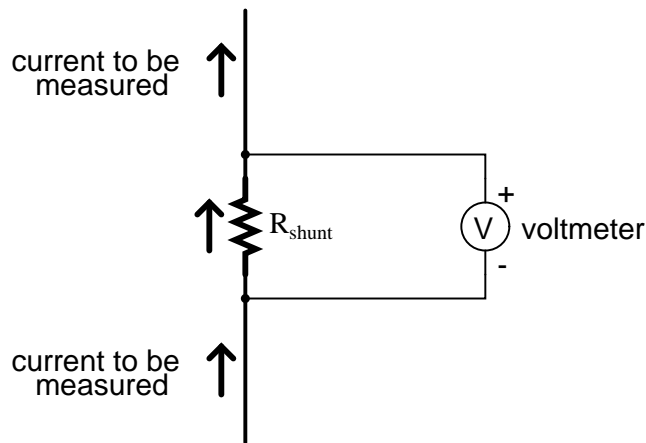 current to be
measured
R_shunt
+
V
voltmeter
-
current to be
measured